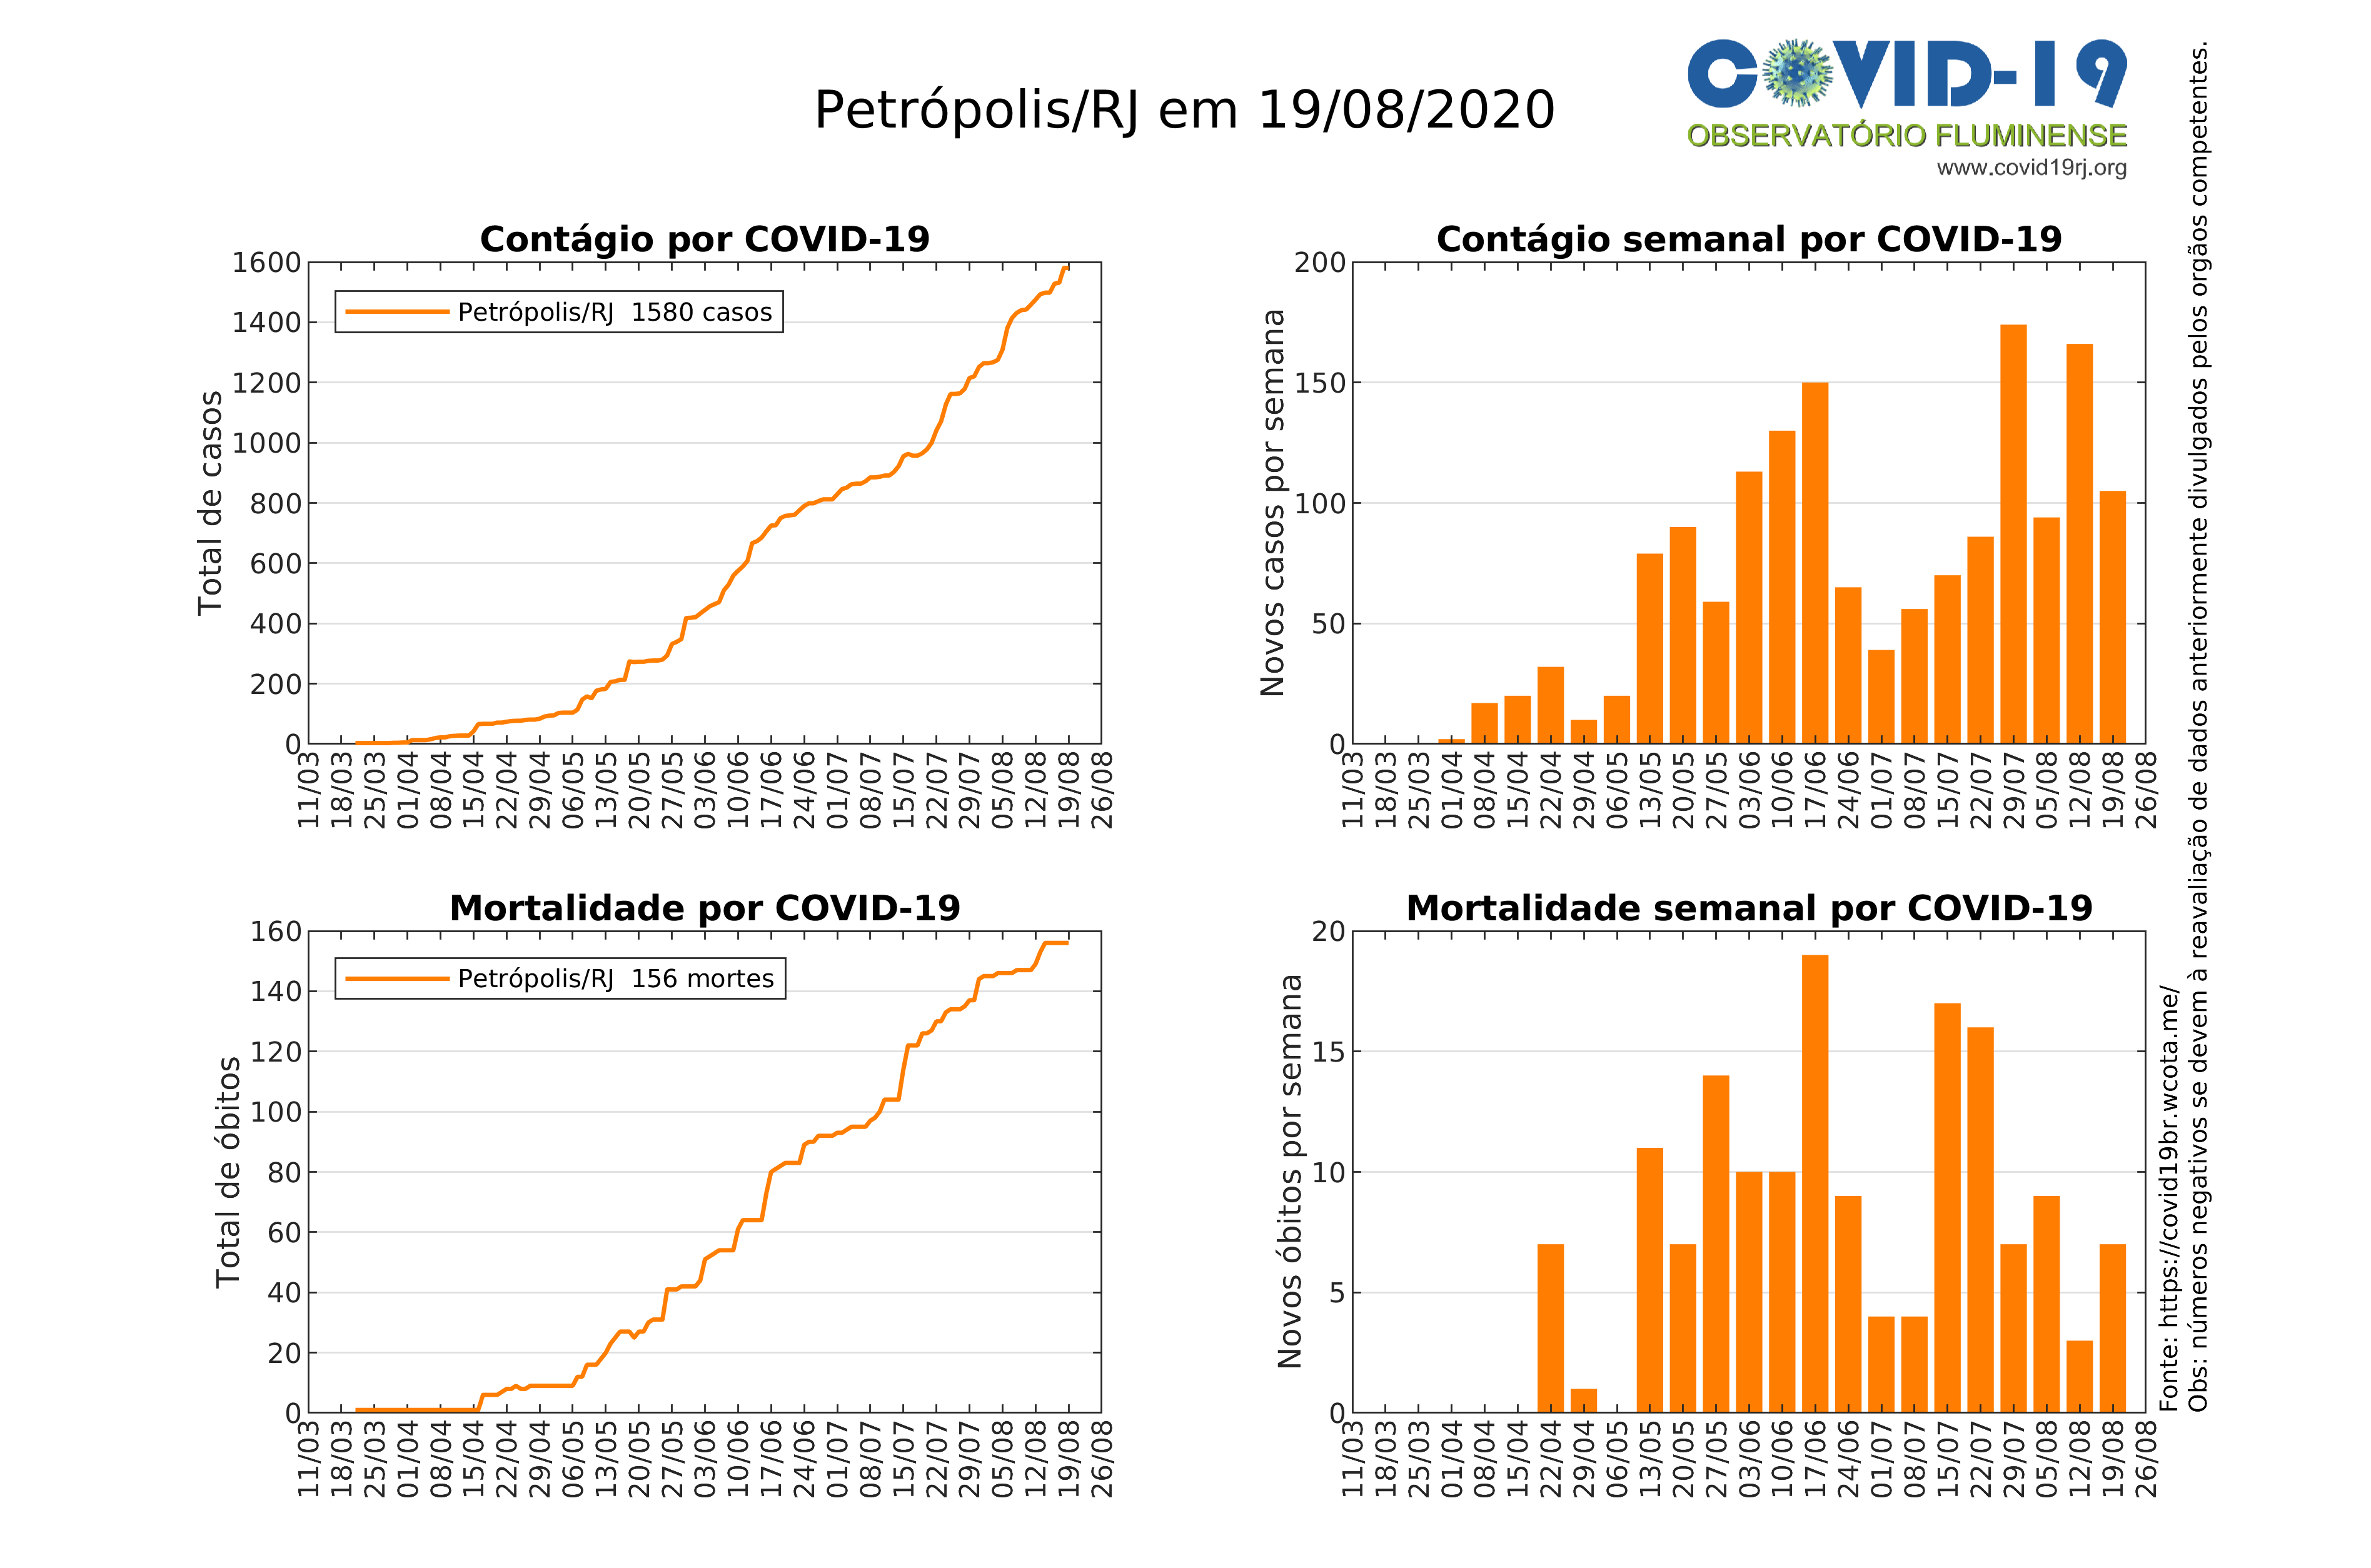 Petrópolis/RJ em 19/08/2020
COVID-19
OBSERVATÓRIO FLUMINENSE
www.covid19rj.org
Contágio por COVID-19
Total de casos
1600
1400
1200
1000
800
600
400
200
0
Petrópolis/RJ 1580 casos
11/03 18/03 25/03 01/04 08/04 15/04 22/04 29/04 06/05 13/05 20/05 27/05 03/06 10/06 17/06 24/06 01/07 08/07 15/07 22/07 29/07 05/08 12/08 19/08 26/08
Contágio semanal por COVID-19
Novos casos por semana
200
150
100
50
0
11/03 18/03 25/03 01/04 08/04 15/04 22/04 29/04 06/05 13/05 20/05 27/05 03/06 10/06 17/06 24/06 01/07 08/07 15/07 22/07 29/07 05/08 12/08 19/08 26/08
Mortalidade por COVID-19
Total de óbitos
160
140
120
100
80
60
40
20
0
Petrópolis/RJ 156 mortes
11/03 18/03 25/03 01/04 08/04 15/04 22/04 29/04 06/05 13/05 20/05 27/05 03/06 10/06 17/06 24/06 01/07 08/07 15/07 22/07 29/07 05/08 12/08 19/08 26/08
Mortalidade semanal por COVID-19
Novos óbitos por semana
20
15
10
5
0
11/03 18/03 25/03 01/04 08/04 15/04 22/04 29/04 06/05 13/05 20/05 27/05 03/06 10/06 17/06 24/06 01/07 08/07 15/07 22/07 29/07 05/08 12/08 19/08 26/08
Fonte: https://covid19br.wcota.me/
Obs: números negativos se devem à reavaliação de dados anteriormente divulgados pelos orgãos competentes.